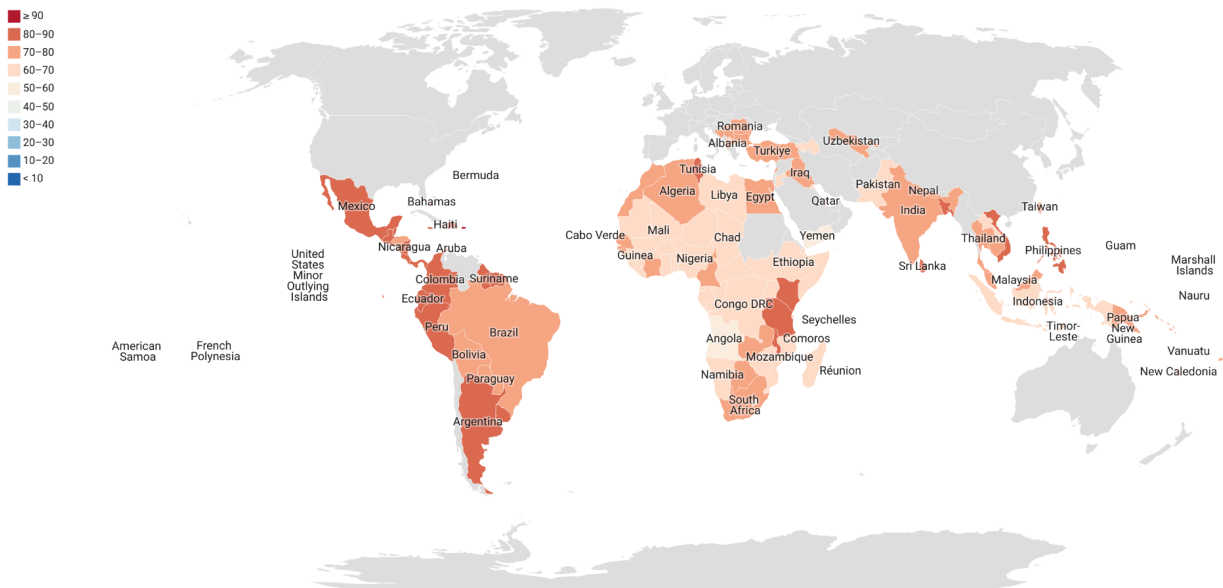 ≥ 90
80–90
70–80
60–70
50–60
40–50
30–40
20–30
10–20
< 10
Romania
Albania
Turkiye
Uzbekistan
Tunisia
Iraq
Bermuda
Algeria
Libya
Egypt
Pakistan
Nepal
Bahamas
Mexico
Qatar
India
Taiwan
Haiti
Mali
Cabo Verde
Chad
Yemen
Thailand
Nicaragua
Aruba
Guinea
Nigeria
Ethiopia
Sri Lanka
Philippines
Guam
United
States
Minor
Outlying
Islands
Colombia
Suriname
Malaysia
Marshall
Islands
Ecuador
Congo DRC
Indonesia
Nauru
Peru
Brazil
Seychelles
Papua
New
Guinea
Timor-
Leste
American
Samoa
French
Polynesia
Bolivia
Angola
Comoros
Mozambique
Vanuatu
Paraguay
Namibia
Réunion
New Caledonia
South
Africa
Argentina